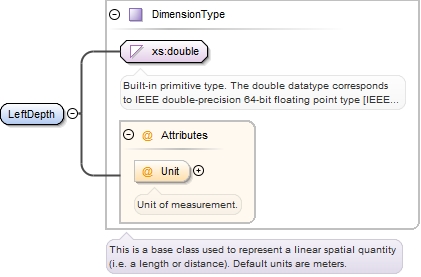 DimensionType
xs:double
Built-in primitive type. The double datatype corresponds
to IEEE double-precision 64-bit floating point type [IEEE...
LeftDepth
@ Attributes
@ Unit
Unit of measurement.
This is a base class used to represent a linear spatial quantity
(i.e. a length or distance). Default units are meters.